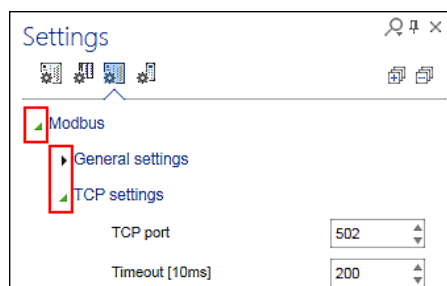 Settings
Modbus
General settings
TCP settings
TCP port 502
Timeout [10ms] 200